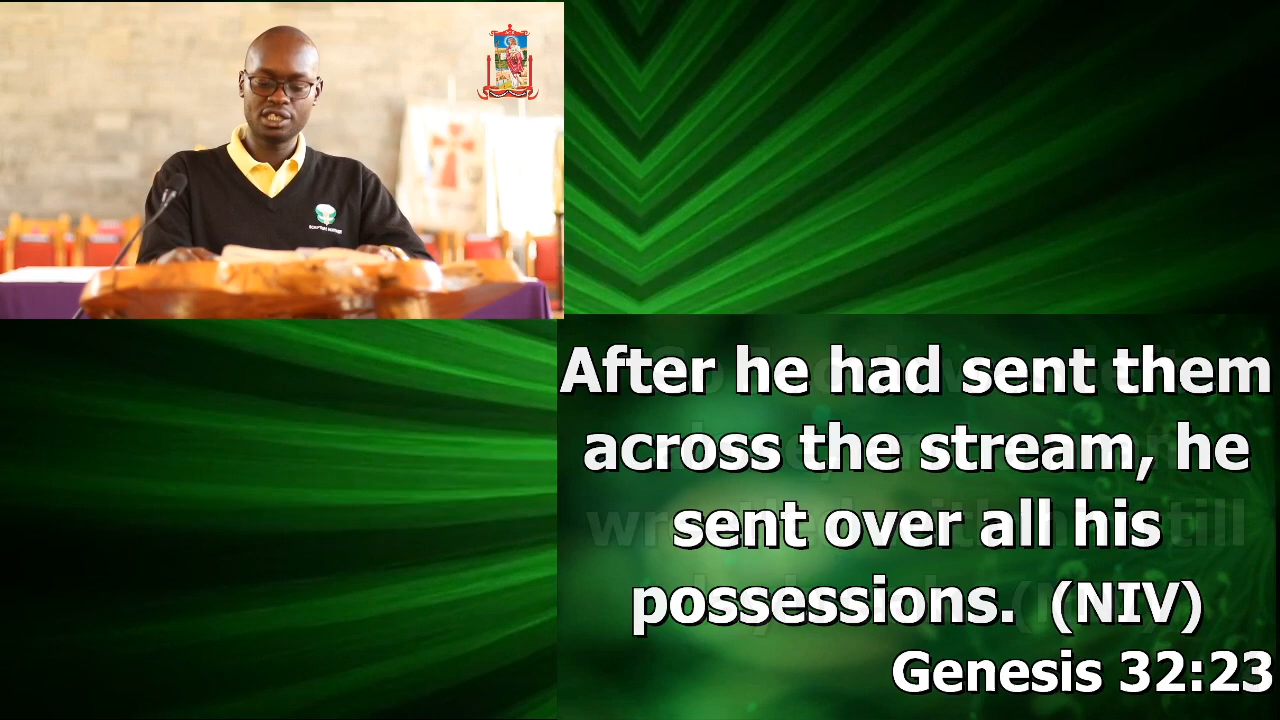 After he had sent them
across the stream, he
sent over all his
possessions. (NIV)
Genesis 32:23